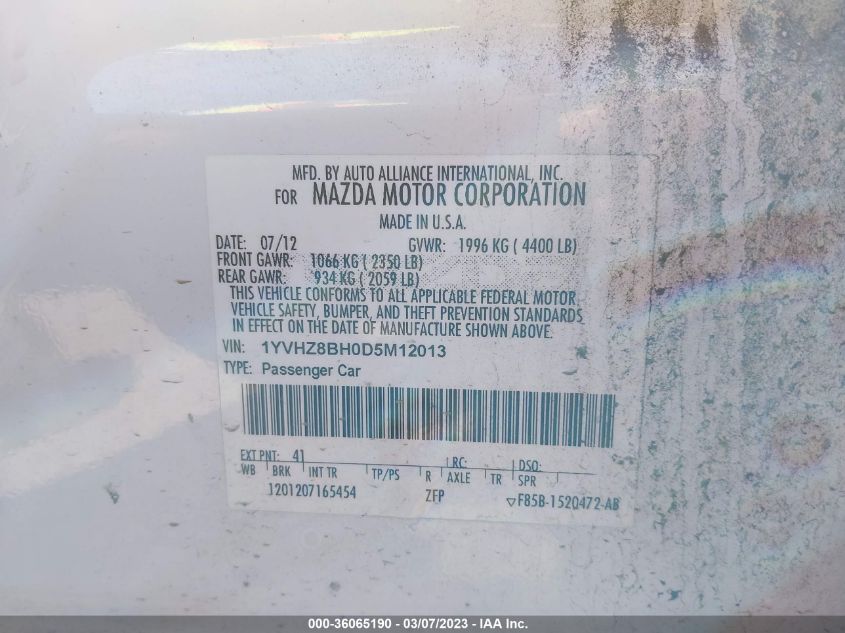 MFD. BY AUTO ALLIANCE INTERNATIONAL, INC.
FOR MAZDA MOTOR CORPORATION
MADE IN U.S.A.
DATE: 07/12 GVWR: 1996 KG ( 4400 LB)
FRONT GAWR: 1066 KG ( 2350 LB)
REAR GAWR: 934 KG ( 2059 LB)
THIS VEHICLE CONFORMS TO ALL APPLICABLE FEDERAL MOTOR
VEHICLE SAFETY, BUMPER, AND THEFT PREVENTION STANDARDS
IN EFFECT ON THE DATE OF MANUFACTURE SHOWN ABOVE.
VIN: 1YVHZ8BH0D5M12013
TYPE: Passenger Car
EXT PNT: 41 RC: DSO:
WB BRK INT TR TP/PS R AXLE TR SPR
1201207165454 ZFP F85B-1520472-AB
000-36065190 - 03/07/2023 - IAA Inc.